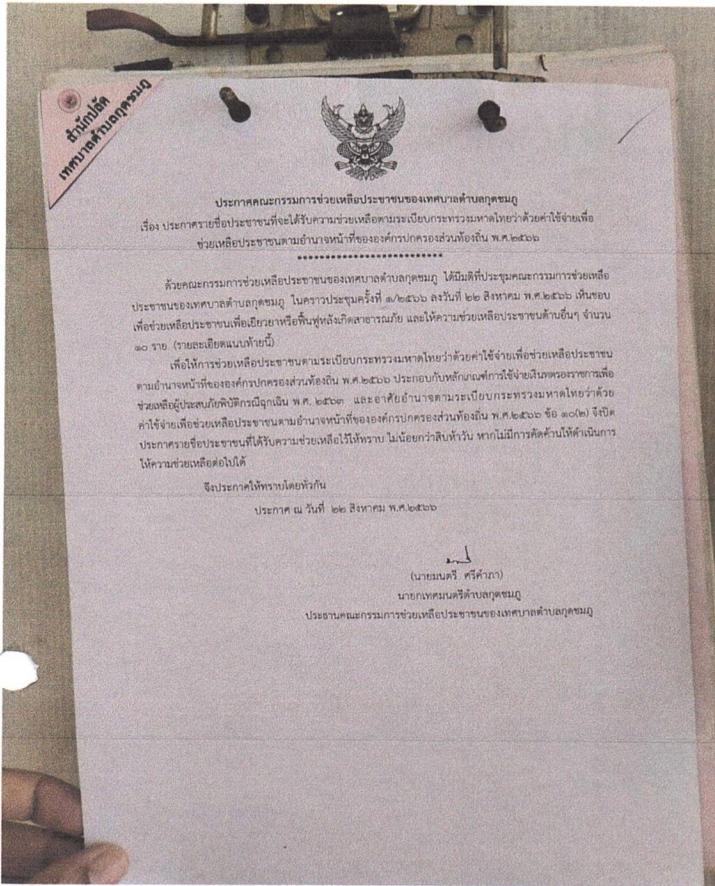 สำนักปลัด
เทศบาลตำบลกุดชมภู
ประกาศคณะกรรมการช่วยเหลือประชาชนของเทศบาลตำบลกุดชมภู
เรื่อง ประกาศรายชื่อประชาชนที่จะได้รับความช่วยเหลือตามระเบียบกระทรวงมหาดไทยว่าด้วยค่าใช้จ่ายเพื่อ
ช่วยเหลือประชาชนตามอำนาจหน้าที่ขององค์กรปกครองส่วนท้องถิ่น พ.ศ.๒๕๖๖
****************************
ด้วยคณะกรรมการช่วยเหลือประชาชนของเทศบาลตำบลกุดชมภู ได้มีมติที่ประชุมคณะกรรมการช่วยเหลือ
ประชาชนของเทศบาลตำบลกุดชมภู ในคราวประชุมครั้งที่ ๑/๒๕๖๖ ลงวันที่ ๒๒ สิงหาคม พ.ศ.๒๕๖๖ เห็นชอบ
เพื่อช่วยเหลือประชาชนเพื่อเยียวยาหรือฟื้นฟูหลังเกิดสาธารณภัย และให้ความช่วยเหลือประชาชนด้านอื่นๆ จำนวน
๑๐ ราย (รายละเอียดแนบท้ายนี้)
เพื่อให้การช่วยเหลือประชาชนตามระเบียบกระทรวงมหาดไทยว่าด้วยค่าใช้จ่ายเพื่อช่วยเหลือประชาชน
ตามอำนาจหน้าที่ขององค์กรปกครองส่วนท้องถิ่น พ.ศ.๒๕๖๖ ประกอบกับหลักเกณฑ์การใช้จ่ายเงินทดรองราชการเพื่อ
ช่วยเหลือผู้ประสบภัยพิบัติกรณีฉุกเฉิน พ.ศ. ๒๕๖๓ และอาศัยอำนาจตามระเบียบกระทรวงมหาดไทยว่าด้วย
ค่าใช้จ่ายเพื่อช่วยเหลือประชาชนตามอำนาจหน้าที่ขององค์กรปกครองส่วนท้องถิ่น พ.ศ.๒๕๖๖ ข้อ ๑๐(๒) จึงปิด
ประกาศรายชื่อประชาชนที่ได้รับความช่วยเหลือไว้ให้ทราบ ไม่น้อยกว่าสิบห้าวัน หากไม่มีการคัดค้านให้ดำเนินการ
ให้ความช่วยเหลือต่อไปได้
จึงประกาศให้ทราบโดยทั่วกัน
ประกาศ ณ วันที่ ๒๒ สิงหาคม พ.ศ.๒๕๖๖
(นายมนตรี ศรีคำภา)
นายกเทศมนตรีตำบลกุดชมภู
ประธานคณะกรรมการช่วยเหลือประชาชนของเทศบาลตำบลกุดชมภู